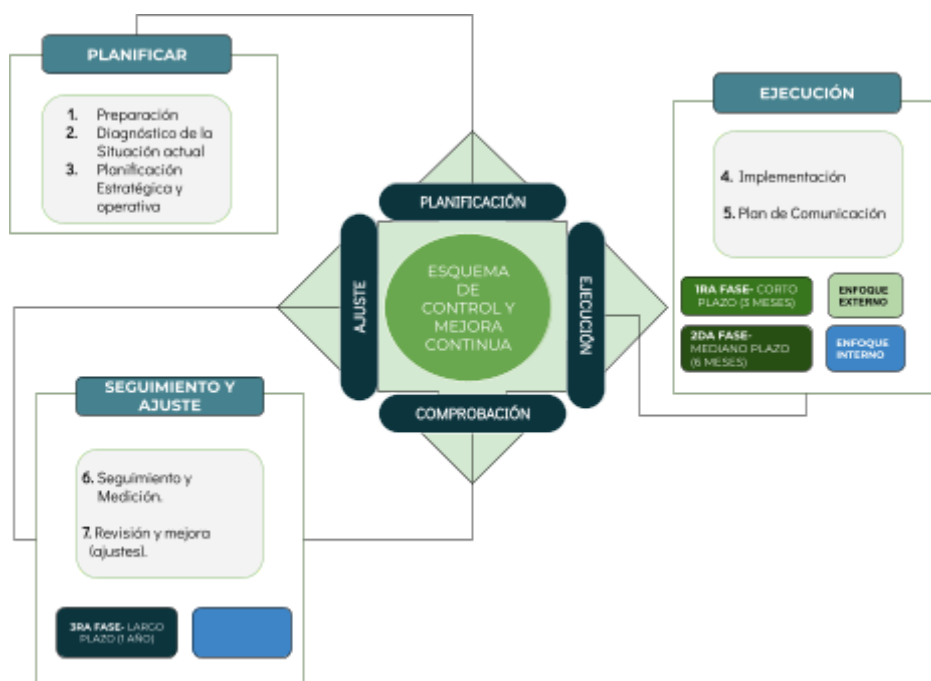 PLANIFICAR
1. Preparación
2. Diagnóstico de la
Situación actual
3. Planificación
Estratégica y
operativa
EJECUCIÓN
4. Implementación
5. Plan de Comunicación
1RA FASE- CORTO
PLAZO (3 MESES)
ENFOQUE
EXTERNO
2DA FASE-
MEDIANO PLAZO
(6 MESES)
ENFOQUE
INTERNO
PLANIFICACIÓN
AJUSTE
ESQUEMA
DE
CONTROL Y
MEJORA
CONTINUA
EJECUCIÓN
COMPROBACIÓN
SEGUIMIENTO Y
AJUSTE
6. Seguimiento y
Medición.
7. Revisión y mejora
(ajustes).
3RA FASE- LARGO
PLAZO (1 AÑO)